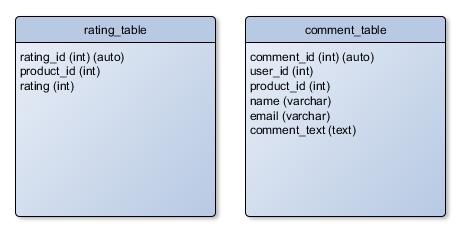 rating_table
rating_id (int) (auto)
product_id (int)
rating (int)
comment_table
comment_id (int) (auto)
user_id (int)
product_id (int)
name (varchar)
email (varchar)
comment_text (text)